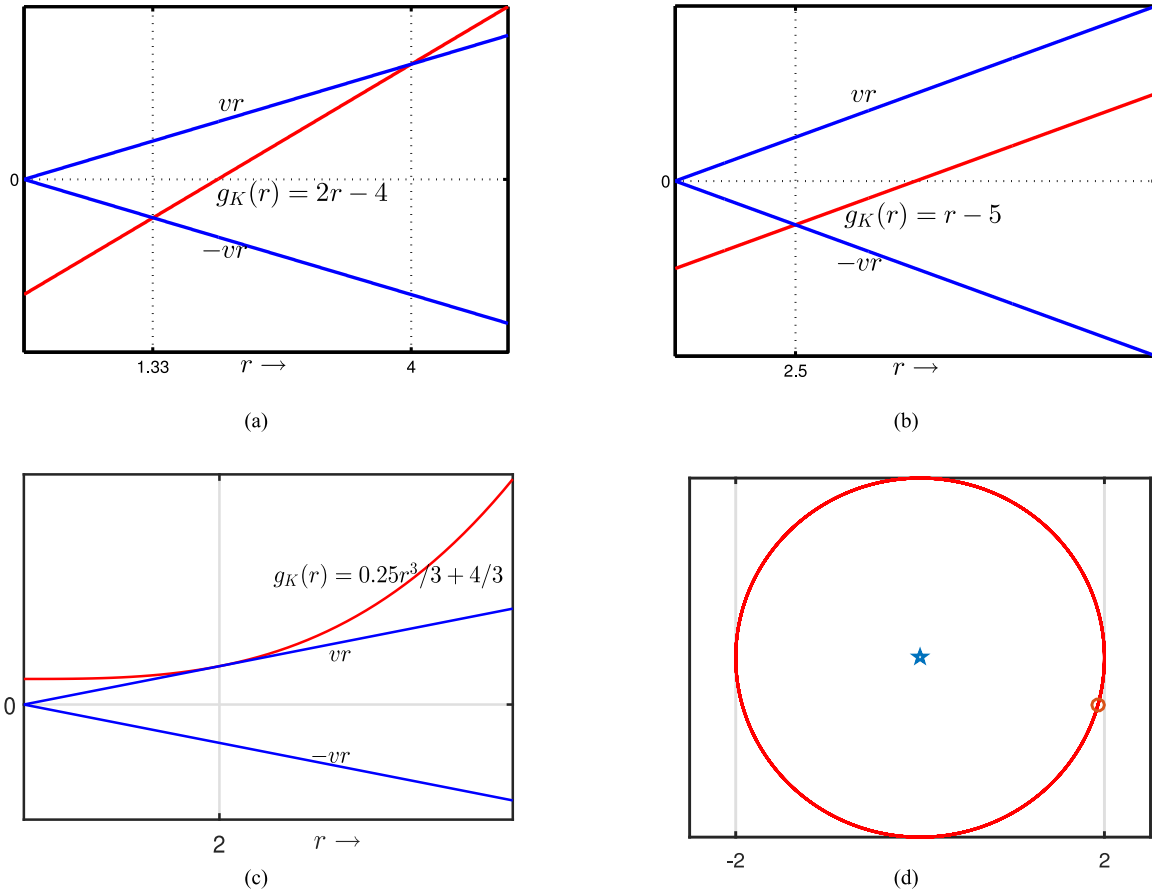 vr
0
g_K(r) = 2r − 4
−vr
1.33
r →
4
(a)
vr
0
g_K(r) = r − 5
−vr
2.5
r →
(b)
g_K(r) = 0.25r^3/3 + 4/3
vr
0
−vr
2
r →
(c)
-2
2
(d)